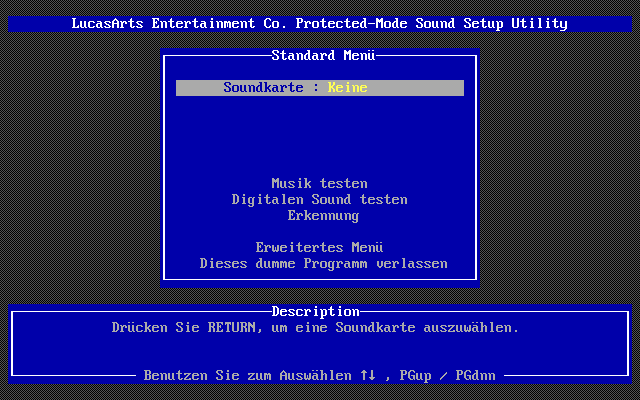 LucasArts Entertainment Co. Protected-Mode Sound Setup Utility
Standard Menü
Soundkarte : Keine
Musik testen
Digitalen Sound testen
Erkennung
Erweitertes Menü
Dieses dumme Programm verlassen
Description
Drücken Sie RETURN, um eine Soundkarte auszuwählen.
Benutzen Sie zum Auswählen ↑↓ , PGup / PGdnn